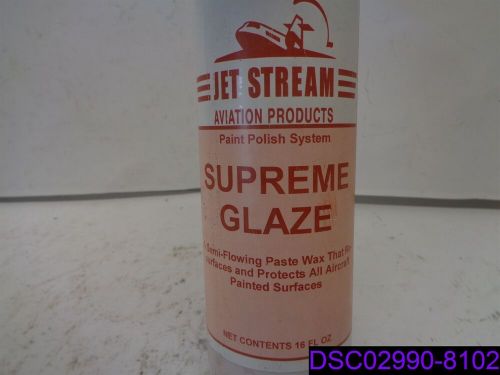 JET STREAM
AVIATION PRODUCTS
Paint Polish System
SUPREME
GLAZE
Semi-Flowing Paste Wax That
and Protects All Aircraft
Painted Surfaces
NET CONTENTS 16 FL OZ
DSC02990-8102